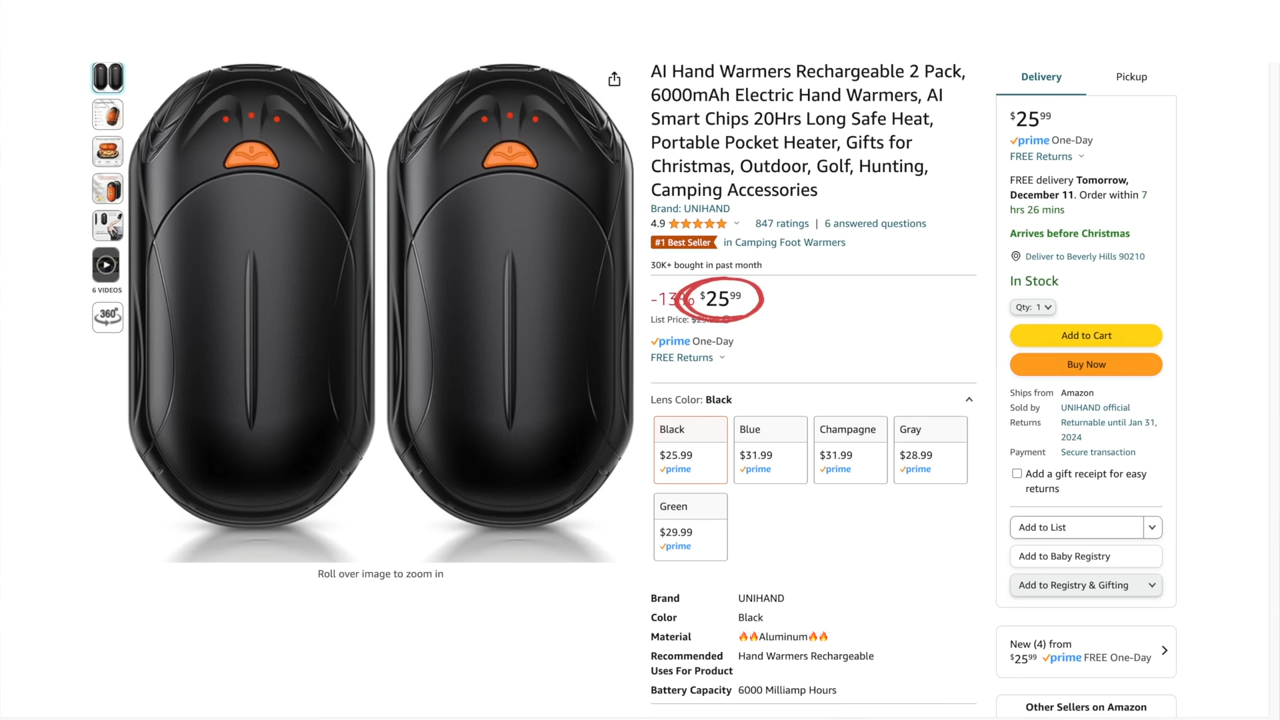 AI Hand Warmers Rechargeable 2 Pack,
6000mAh Electric Hand Warmers, AI
Smart Chips 20Hrs Long Safe Heat,
Portable Pocket Heater, Gifts for
Christmas, Outdoor, Golf, Hunting,
Camping Accessories
Brand: UNIHAND
4.9 847 ratings | 6 answered questions
#1 Best Seller in Camping Foot Warmers
30K+ bought in past month
-13% $25 99
List Price:
prime One-Day
FREE Returns
Lens Color: Black
Black
$25.99
prime
Blue
$31.99
prime
Champagne
$31.99
prime
Gray
$28.99
prime
Green
$29.99
prime
Brand UNIHAND
Color Black
Material 🔥🔥Aluminum🔥🔥
Recommended Hand Warmers Rechargeable
Uses For Product
Battery Capacity 6000 Milliamp Hours
6 VIDEOS
360°
Roll over image to zoom in
Delivery Pickup
$25 99
prime One-Day
FREE Returns
FREE delivery Tomorrow,
December 11. Order within 7
hrs 26 mins
Arrives before Christmas
Deliver to Beverly Hills 90210
In Stock
Qty: 1
Add to Cart
Buy Now
Ships from Amazon
Sold by UNIHAND official
Returns Returnable until Jan 31,
2024
Payment Secure transaction
Add a gift receipt for easy
returns
Add to List
Add to Baby Registry
Add to Registry & Gifting
New (4) from
$25 99 prime FREE One-Day
Other Sellers on Amazon